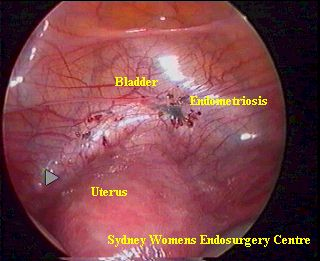 Bladder
Endometriosis
Uterus
Sydney Womens Endosurgery Centre